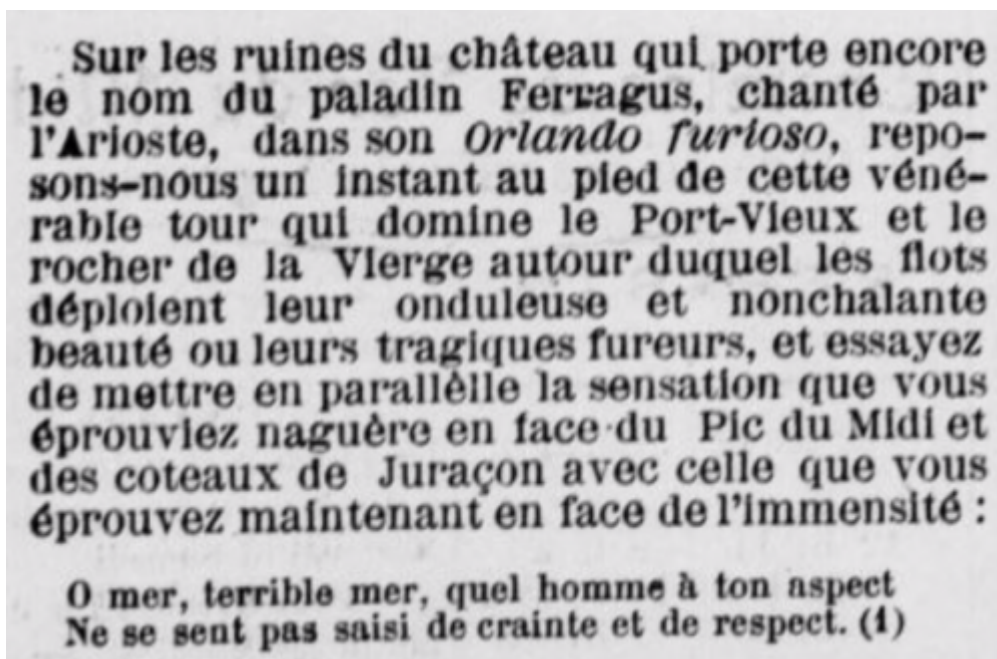 Sur les ruines du château qui porte encore
le nom du paladin Ferragus, chanté par
l'Arioste, dans son Orlando furioso, repo-
sons-nous un instant au pied de cette véné-
rable tour qui domine le Port-Vieux et le
rocher de la Vierge autour duquel les flots
déploient leur onduleuse et nonchalante
beauté ou leurs tragiques fureurs, et essayez
de mettre en parallèlle la sensation que vous
éprouviez naguère en face du Pic du Midi et
des coteaux de Juraçon avec celle que vous
éprouvez maintenant en face de l'immensité :
O mer, terrible mer, quel homme à ton aspect
Ne se sent pas saisi de crainte et de respect. (1)